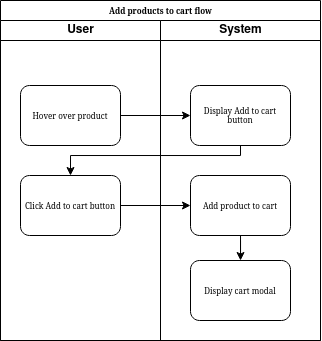 Add products to cart flow
User
System
Hover over product
Display Add to cart
button
Click Add to cart button
Add product to cart
Display cart modal